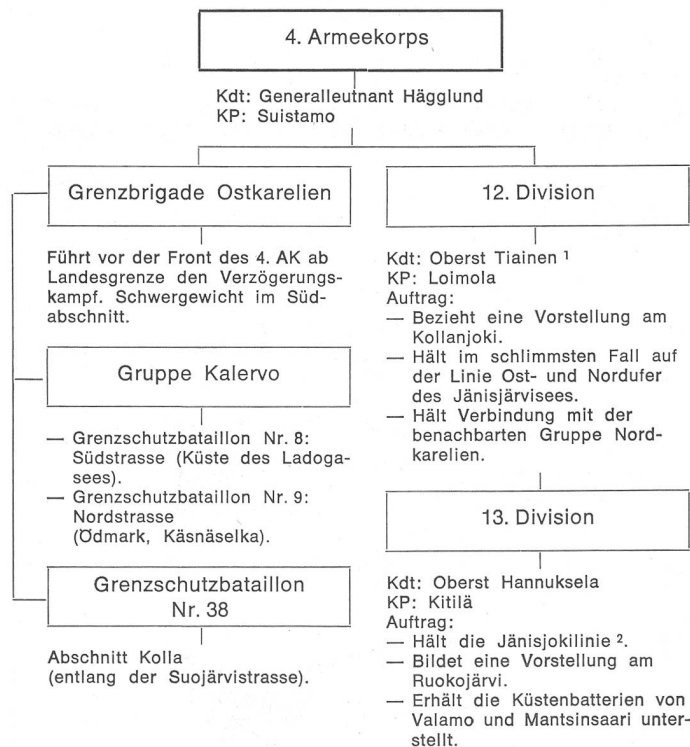 4. Armeekorps
Kdt: Generalleutnant Hägglund
KP: Suistamo
Grenzbrigade Ostkarelien
Führt vor der Front des 4. AK ab
Landesgrenze den Verzögerungs-
kampf. Schwergewicht im Süd-
abschnitt.
Gruppe Kalervo
— Grenzschutzbataillon Nr. 8:
Südstrasse (Küste des Ladoga-
sees).
— Grenzschutzbataillon Nr. 9:
Nordstrasse
(Ödmark, Käsnäselka).
Grenzschutzbataillon
Nr. 38
Abschnitt Kolla
(entlang der Suojärvistrasse).
12. Division
Kdt: Oberst Tiainen ¹
KP: Loimola
Auftrag:
— Bezieht eine Vorstellung am
Kollanjoki.
— Hält im schlimmsten Fall auf
der Linie Ost- und Nordufer
des Jänisjärvisees.
— Hält Verbindung mit der
benachbarten Gruppe Nord-
karelien.
13. Division
Kdt: Oberst Hannuksela
KP: Kitilä
Auftrag:
— Hält die Jänisjokilinie ².
— Bildet eine Vorstellung am
Ruokojärvi.
— Erhält die Küstenbatterien von
Valamo und Mantsinsaari unter-
stellt.